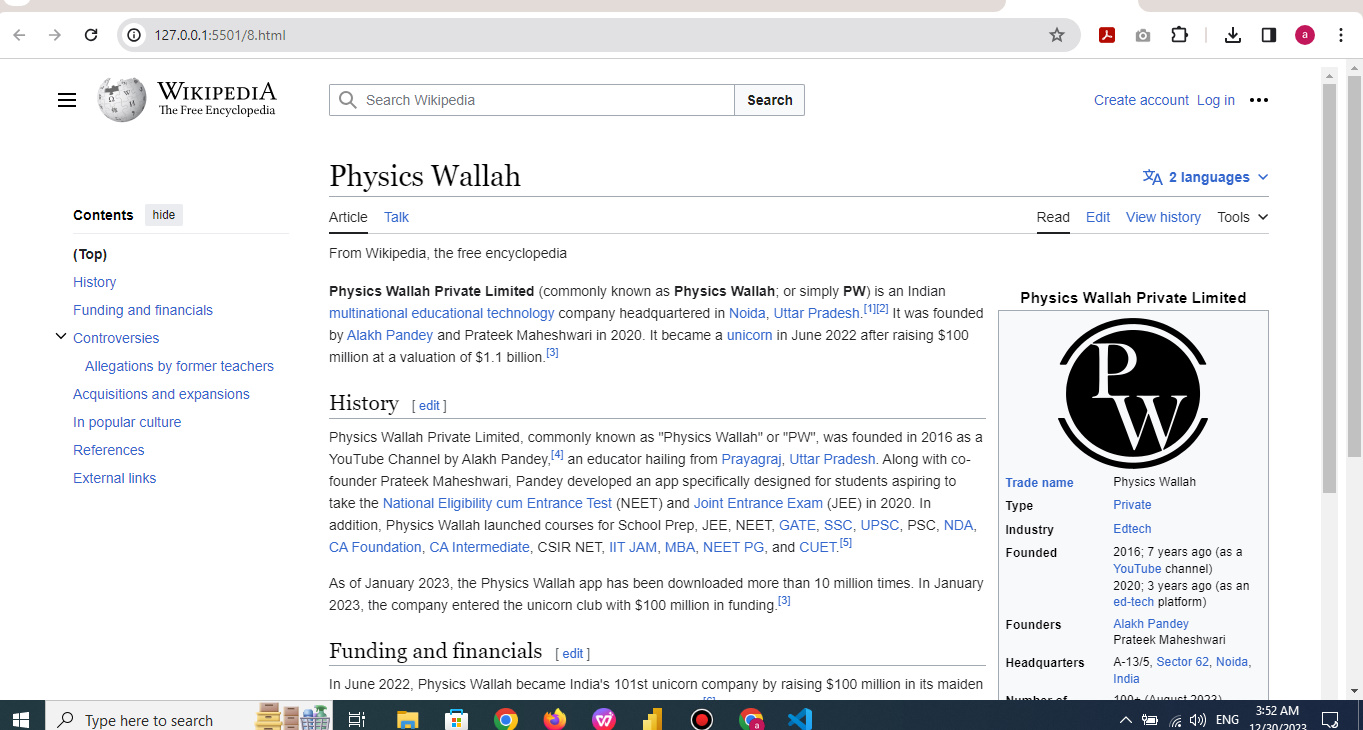 127.0.0.1:5501/8.html
a
WIKIPEDIA
The Free Encyclopedia
Search Wikipedia
Search
Create account Log in
Physics Wallah
2 languages
Contents hide
(Top)
History
Funding and financials
Controversies
Allegations by former teachers
Acquisitions and expansions
In popular culture
References
External links
Article Talk
Read Edit View history Tools
From Wikipedia, the free encyclopedia
Physics Wallah Private Limited (commonly known as Physics Wallah; or simply PW) is an Indian
multinational educational technology company headquartered in Noida, Uttar Pradesh.[1][2] It was founded
by Alakh Pandey and Prateek Maheshwari in 2020. It became a unicorn in June 2022 after raising $100
million at a valuation of $1.1 billion.[3]
History [ edit ]
Physics Wallah Private Limited, commonly known as "Physics Wallah" or "PW", was founded in 2016 as a
YouTube Channel by Alakh Pandey,[4] an educator hailing from Prayagraj, Uttar Pradesh. Along with co-
founder Prateek Maheshwari, Pandey developed an app specifically designed for students aspiring to
take the National Eligibility cum Entrance Test (NEET) and Joint Entrance Exam (JEE) in 2020. In
addition, Physics Wallah launched courses for School Prep, JEE, NEET, GATE, SSC, UPSC, PSC, NDA,
CA Foundation, CA Intermediate, CSIR NET, IIT JAM, MBA, NEET PG, and CUET.[5]
As of January 2023, the Physics Wallah app has been downloaded more than 10 million times. In January
2023, the company entered the unicorn club with $100 million in funding.[3]
Funding and financials [ edit ]
In June 2022, Physics Wallah became India's 101st unicorn company by raising $100 million in its maiden
[6]
Physics Wallah Private Limited
PW
Trade name Physics Wallah
Type Private
Industry Edtech
Founded 2016; 7 years ago (as a
YouTube channel)
2020; 3 years ago (as an
ed-tech platform)
Founders Alakh Pandey
Prateek Maheshwari
Headquarters A-13/5, Sector 62, Noida,
India
Number of 100+ (August 2023)
Type here to search
ENG
3:52 AM
12/30/2023